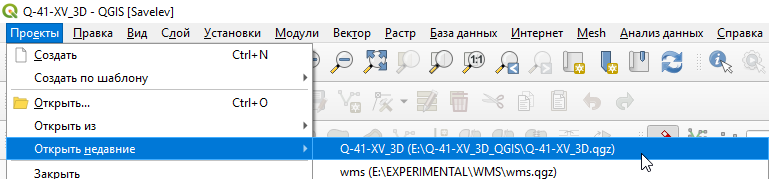 Q-41-XV_3D - QGIS [Savelev]
Проекты Правка Вид Слой Установки Модули Вектор Растр База данных Интернет Mesh Анализ данных Справка
Создать Ctrl+N
Создать по шаблону
Открыть... Ctrl+O
Открыть из
Открыть недавние Q-41-XV_3D (E:\Q-41-XV_3D_QGIS\Q-41-XV_3D.qgz)
Закрыть wms (E:\EXPERIMENTAL\WMS\wms.qgz)